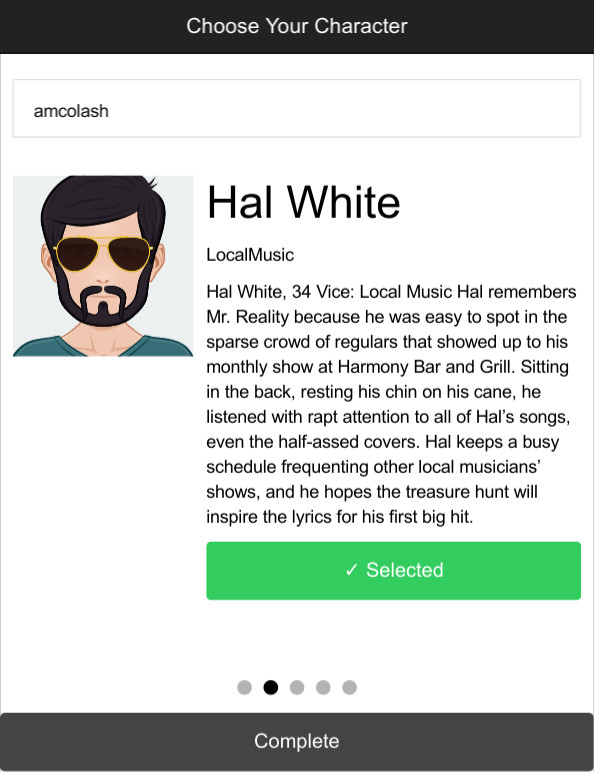 Choose Your Character
amcolash
Hal White
LocalMusic
Hal White, 34 Vice: Local Music Hal remembers
Mr. Reality because he was easy to spot in the
sparse crowd of regulars that showed up to his
monthly show at Harmony Bar and Grill. Sitting
in the back, resting his chin on his cane, he
listened with rapt attention to all of Hal’s songs,
even the half-assed covers. Hal keeps a busy
schedule frequenting other local musicians’
shows, and he hopes the treasure hunt will
inspire the lyrics for his first big hit.
✓ Selected
Complete